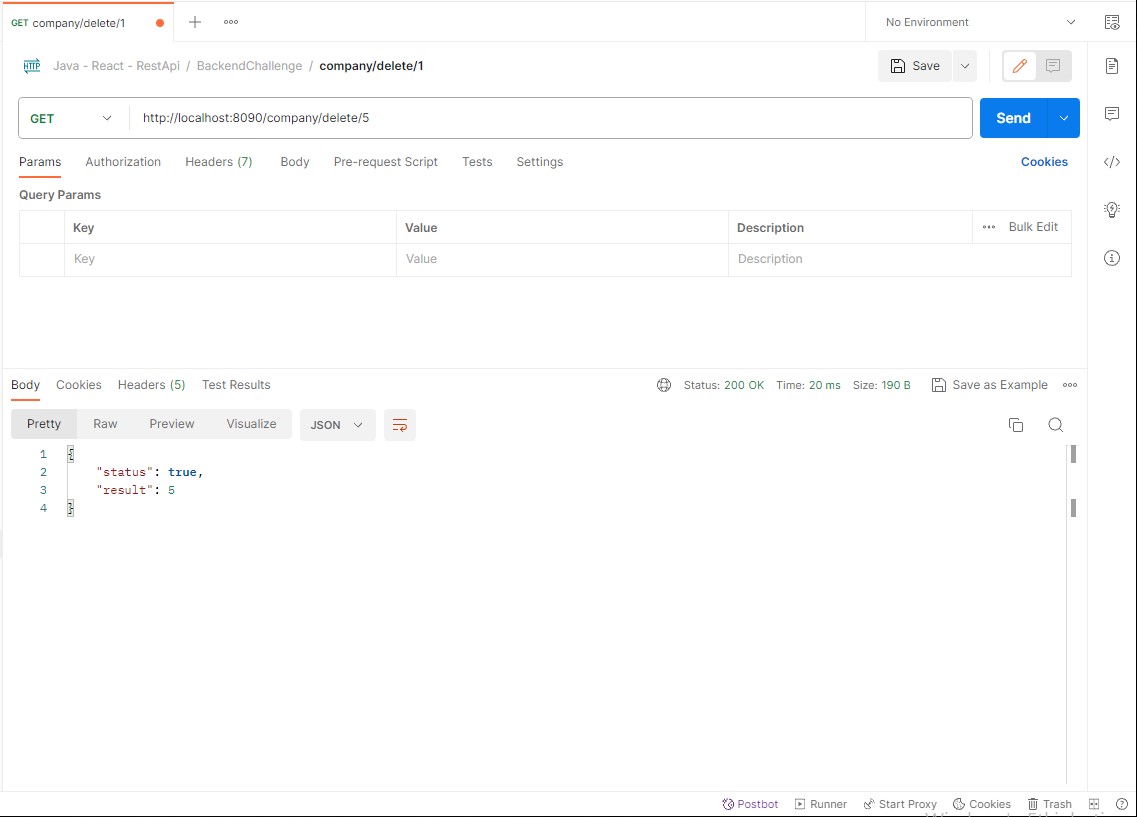 GET company/delete/1
No Environment
HTTP Java - React - RestApi / BackendChallenge / company/delete/1
Save
GET http://localhost:8090/company/delete/5 Send
Params Authorization Headers (7) Body Pre-request Script Tests Settings Cookies
Query Params
Key Value Description Bulk Edit
Key Value Description
Body Cookies Headers (5) Test Results Status: 200 OK Time: 20 ms Size: 190 B Save as Example
Pretty Raw Preview Visualize JSON
1 {
2 "status": true,
3 "result": 5
4 }
Postbot Runner Start Proxy Cookies Trash